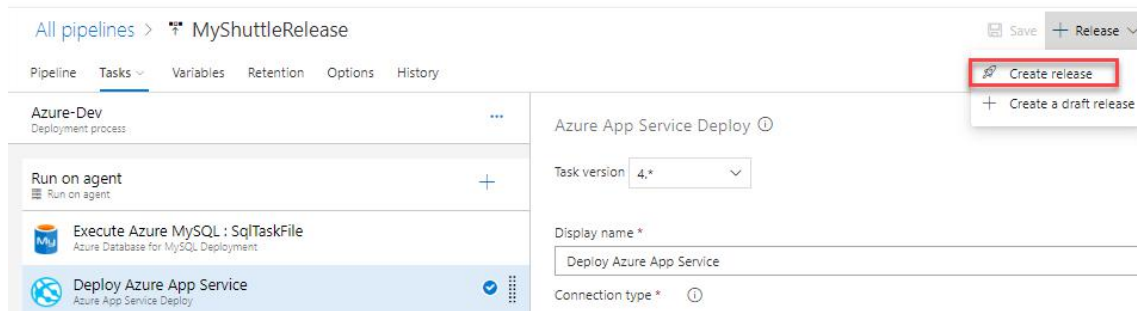 All pipelines > MyShuttleRelease
Save + Release
Pipeline Tasks Variables Retention Options History
Create release
+ Create a draft release
Azure-Dev
Deployment process
...
Azure App Service Deploy
Run on agent
Run on agent
+
Task version 4.*
Execute Azure MySQL : SqlTaskFile
Azure Database for MySQL Deployment
My
Display name *
Deploy Azure App Service
Deploy Azure App Service
Azure App Service Deploy
Connection type *